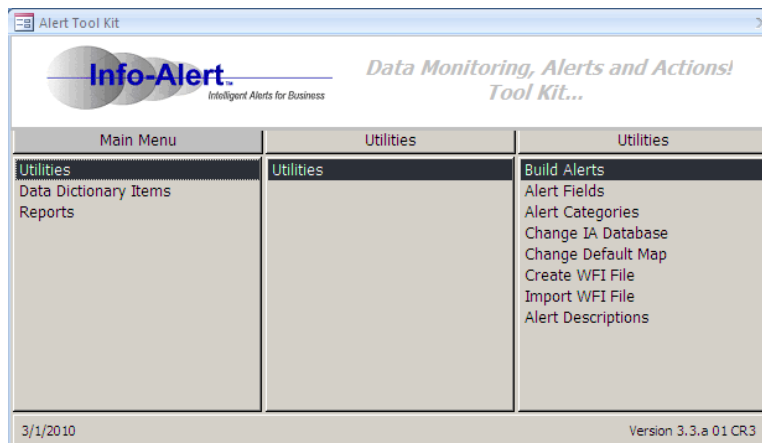 Alert Tool Kit
Info-Alert™
Intelligent Alerts for Business
Data Monitoring, Alerts and Actions!
Tool Kit...
Main Menu
Utilities
Data Dictionary Items
Reports
Utilities
Utilities
Utilities
Build Alerts
Alert Fields
Alert Categories
Change IA Database
Change Default Map
Create WFI File
Import WFI File
Alert Descriptions
3/1/2010
Version 3.3.a 01 CR3